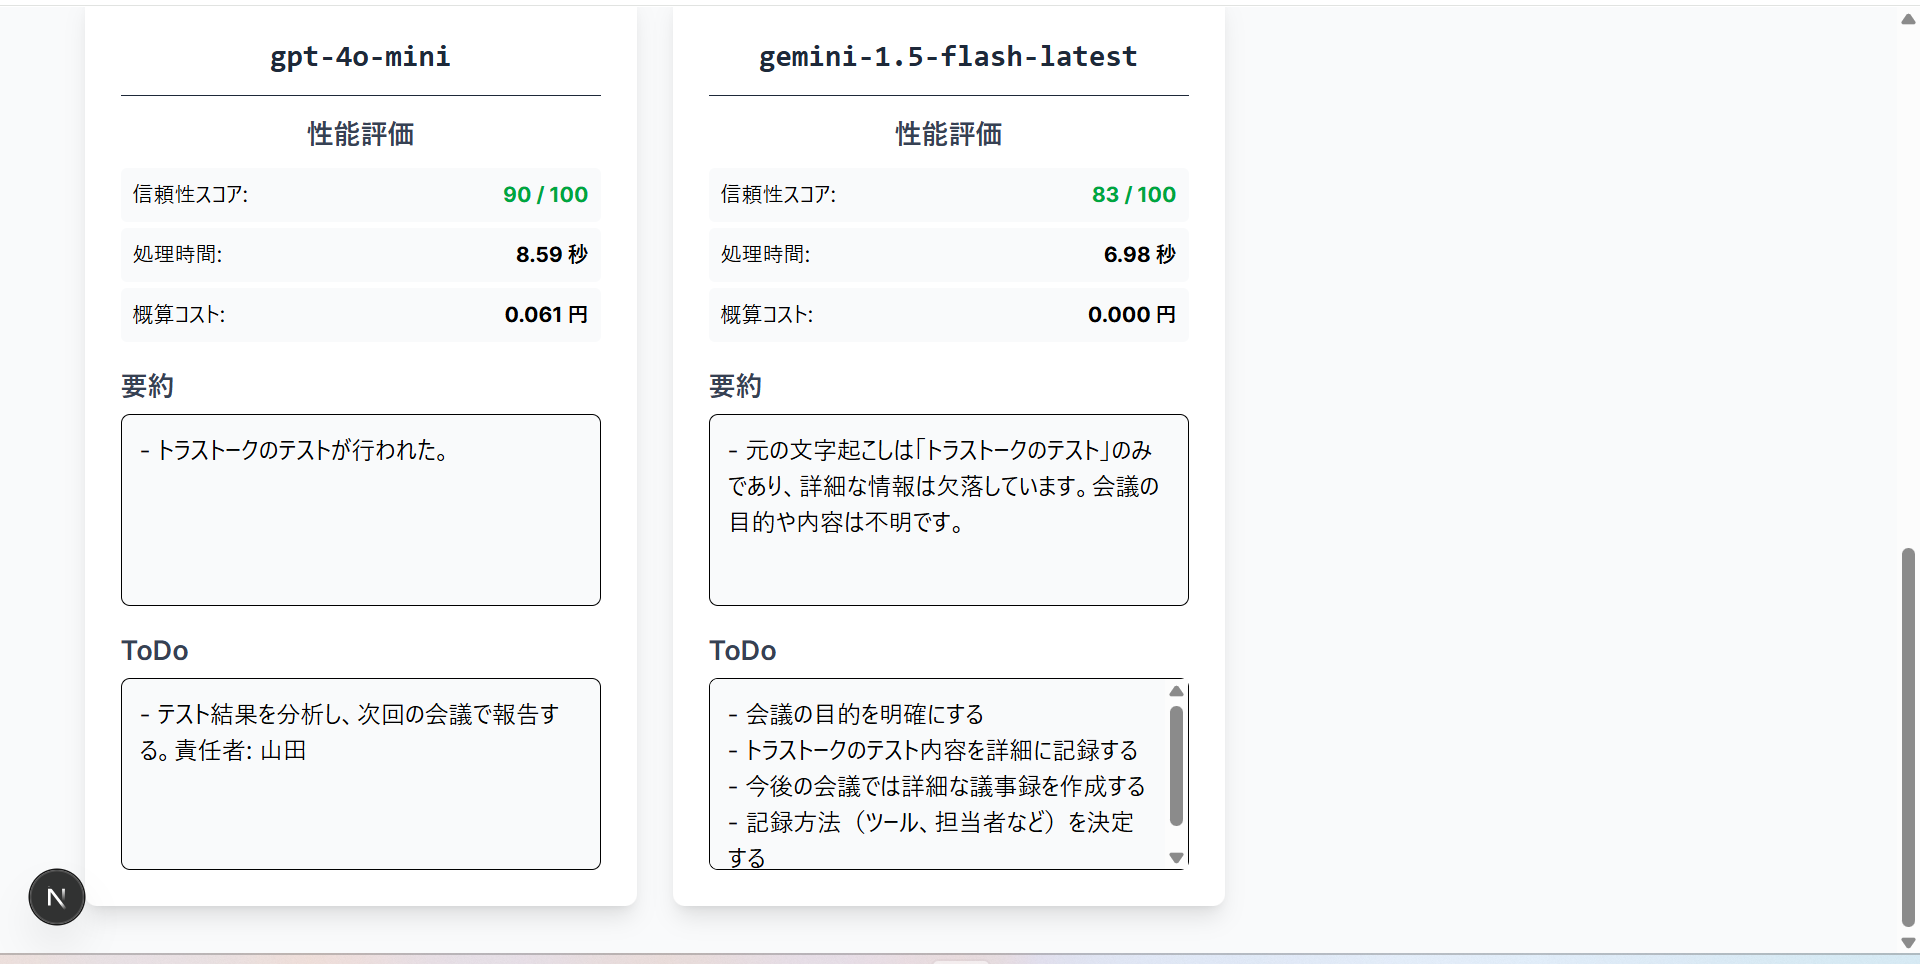 gpt-4o-mini
性能評価
信頼性スコア: 90 / 100
処理時間: 8.59 秒
概算コスト: 0.061 円
要約
- トラストークのテストが行われた。
ToDo
- テスト結果を分析し、次回の会議で報告す
る。責任者: 山田
gemini-1.5-flash-latest
性能評価
信頼性スコア: 83 / 100
処理時間: 6.98 秒
概算コスト: 0.000 円
要約
- 元の文字起こしは「トラストークのテスト」のみ
であり、詳細な情報は欠落しています。会議の
目的や内容は不明です。
ToDo
- 会議の目的を明確にする
- トラストークのテスト内容を詳細に記録する
- 今後の会議では詳細な議事録を作成する
- 記録方法（ツール、担当者など）を決定
する
N